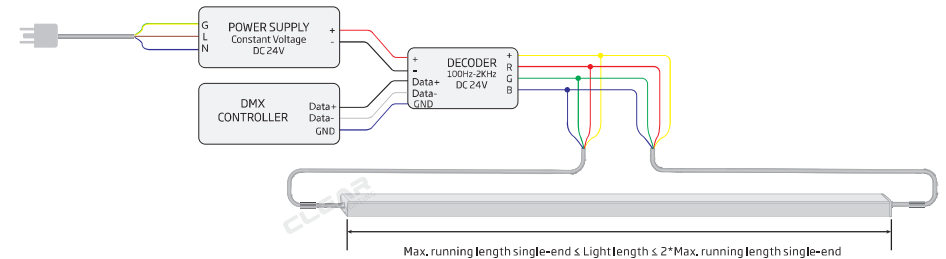 G
L
N
POWER SUPPLY
Constant Voltage
DC 24V
+
-
DMX
CONTROLLER
Data+
Data-
GND
+
-
Data+
Data-
GND
DECODER
100Hz-2KHz
DC 24V
+
R
G
B
CLEAR
Max. running length single-end ≤ Light length ≤ 2*Max. running length single-end